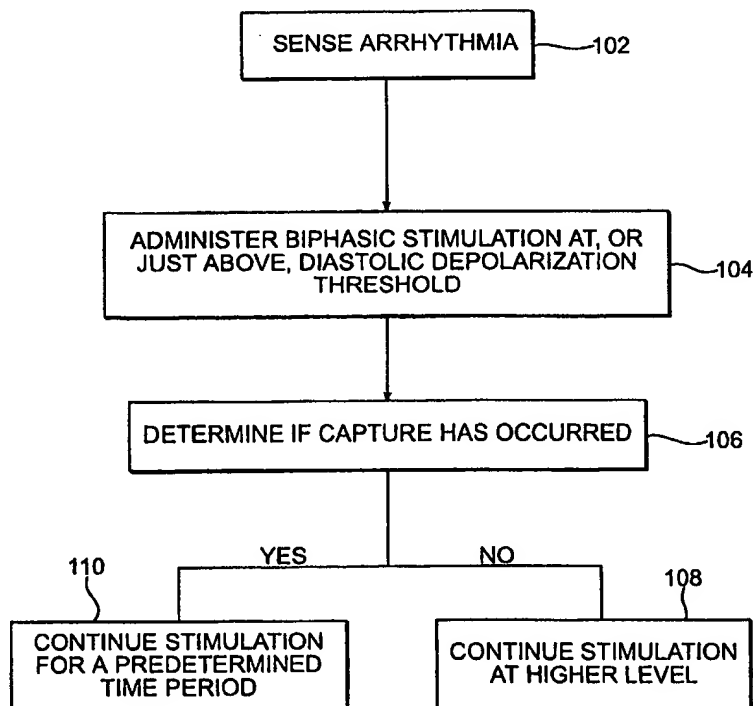 SENSE ARRHYTHMIA
102
ADMINISTER BIPHASIC STIMULATION AT, OR
JUST ABOVE, DIASTOLIC DEPOLARIZATION
THRESHOLD
104
DETERMINE IF CAPTURE HAS OCCURRED
106
YES
NO
110
CONTINUE STIMULATION
FOR A PREDETERMINED
TIME PERIOD
108
CONTINUE STIMULATION
AT HIGHER LEVEL